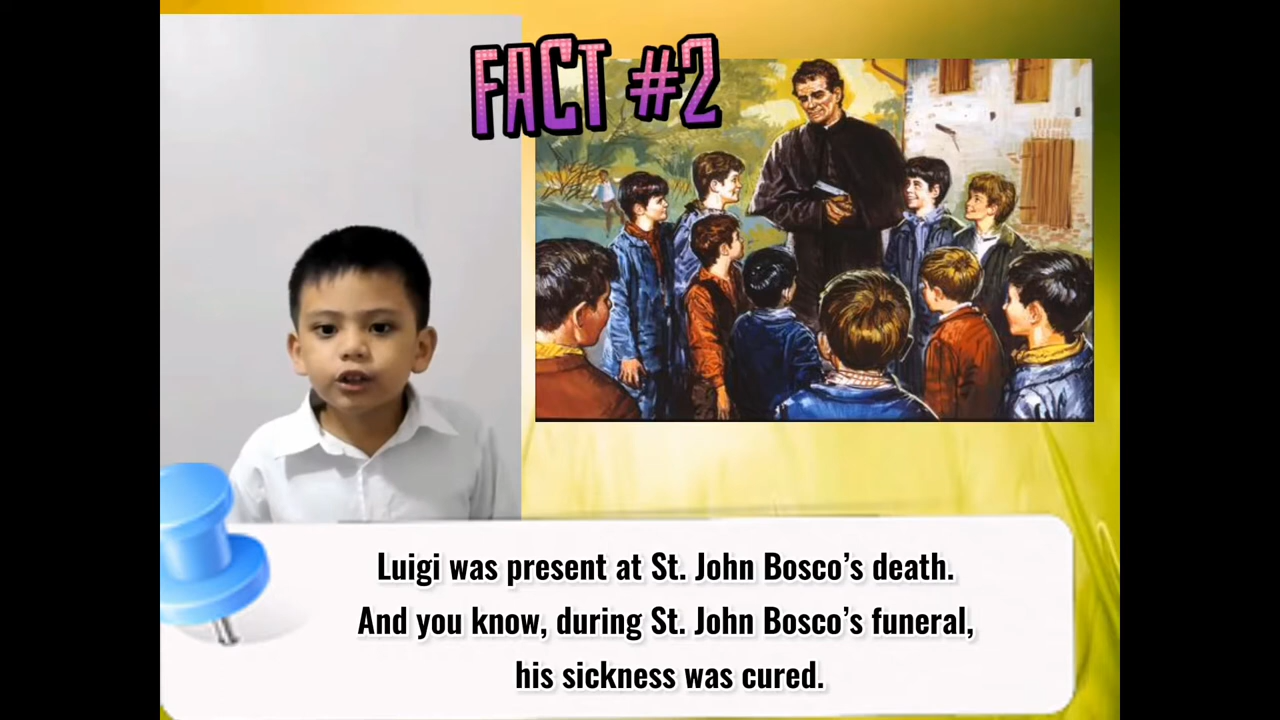 FACT #2
Luigi was present at St. John Bosco’s death.
And you know, during St. John Bosco’s funeral,
his sickness was cured.